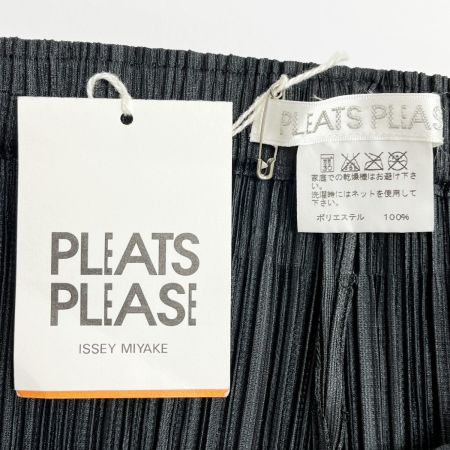 PLEATS
PLEASE
ISSEY MIYAKE
PLEATS PLEAS
家庭での乾燥機はお避け下さ
い。
洗濯時にはネットを使用して
下さい。
ポリエステル 100%